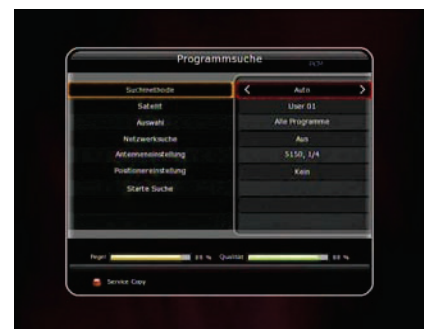 Programmsuche
Suchmethode < Auto >
Satellit User 01
Auswahl Alle Programme
Netzwerksuche Aus
Antenneneinstellung 5150, 1/4
Positionereinstellung Kein
Starte Suche
Pegel % Qualität %
Service Copy